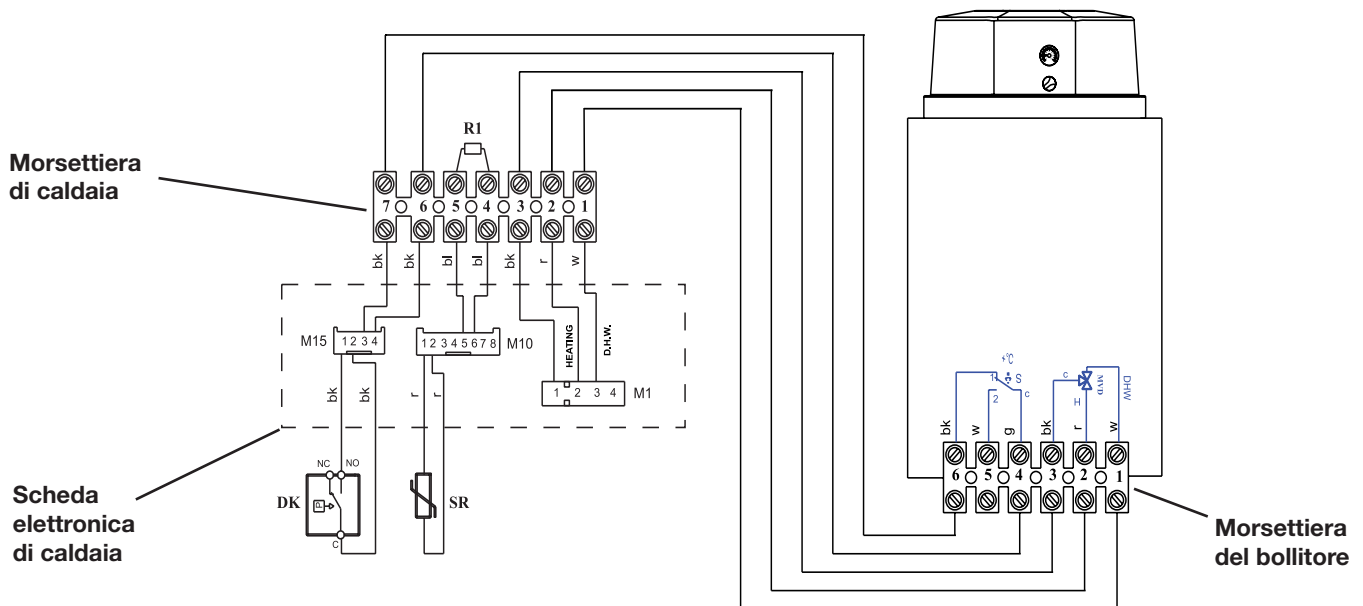 R1
Morsettiera
di caldaia
7 6 5 4 3 2 1
bk bk bl bl bk r w
HEATING
D.H.W.
M15
1 2 3 4
1 2 3 4 5 6 7 8
M10
1 2 3 4
M1
bk bk r r
NC NO
DK
P
C
SR
Scheda
elettronica
di caldaia
°C
1 S
2 c
c
MVD
H
DHW
bk w g bk r w
6 5 4 3 2 1
Morsettiera
del bollitore